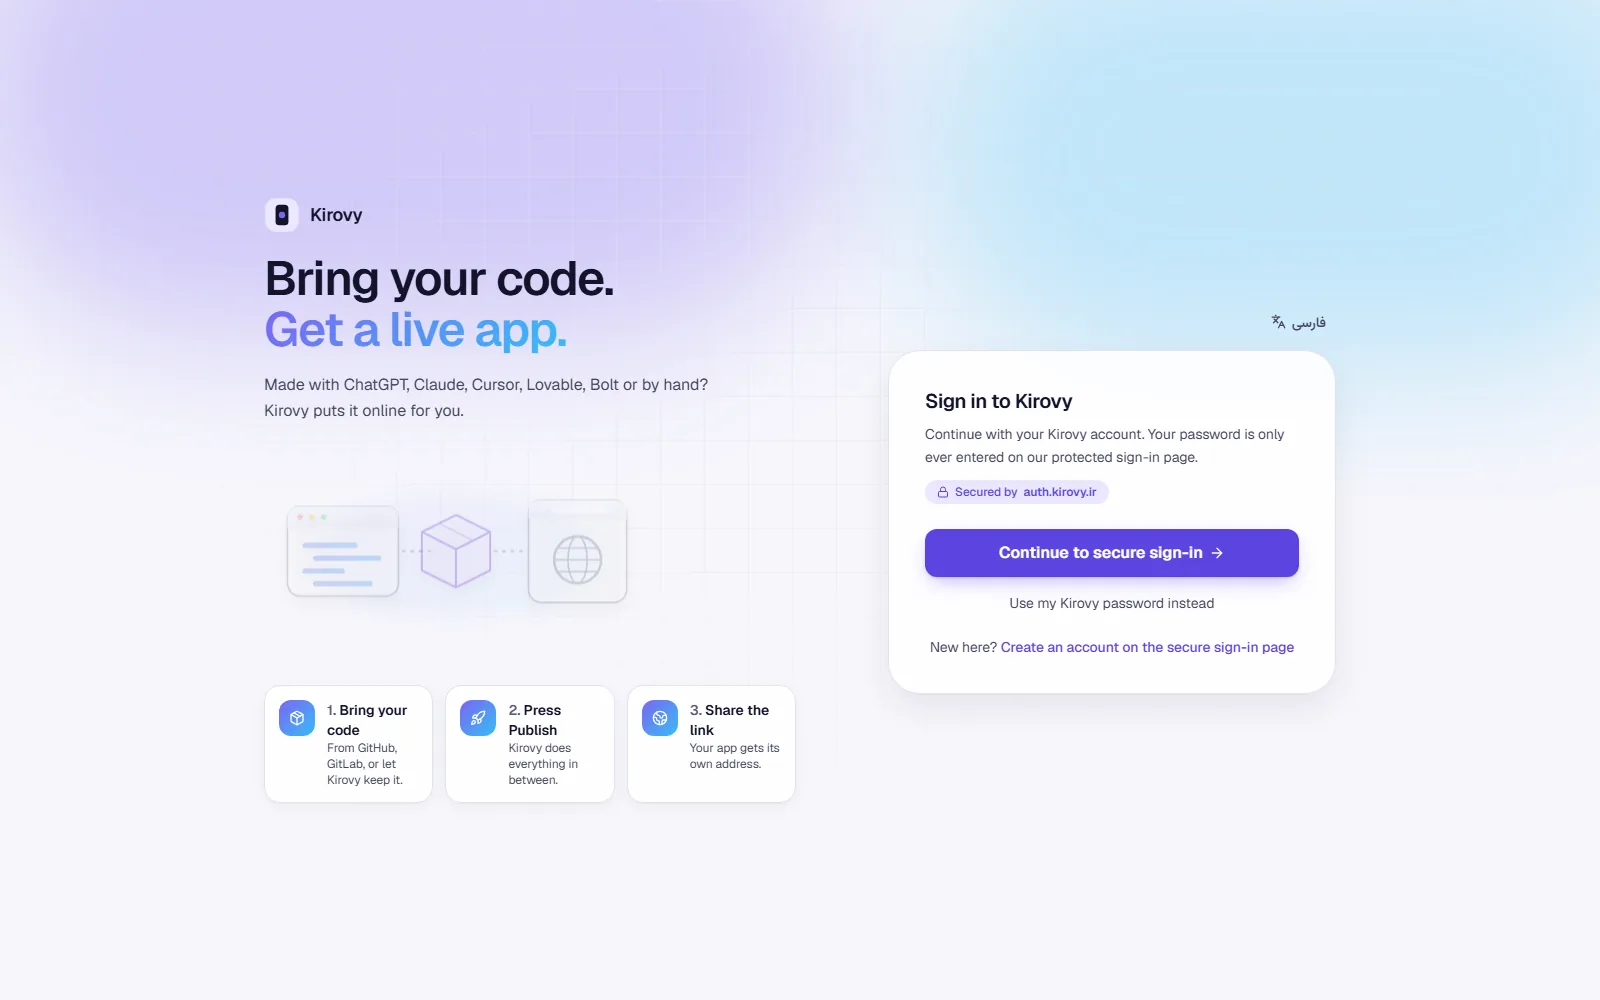 Kirovy
Bring your code.
Get a live app.
Made with ChatGPT, Claude, Cursor, Lovable, Bolt or by hand?
Kirovy puts it online for you.
1. Bring your
code
From GitHub,
GitLab, or let
Kirovy keep it.
2. Press
Publish
Kirovy does
everything in
between.
3. Share the
link
Your app gets its
own address.
فارسی
Sign in to Kirovy
Continue with your Kirovy account. Your password is only
ever entered on our protected sign-in page.
Secured by auth.kirovy.ir
Continue to secure sign-in →
Use my Kirovy password instead
New here? Create an account on the secure sign-in page